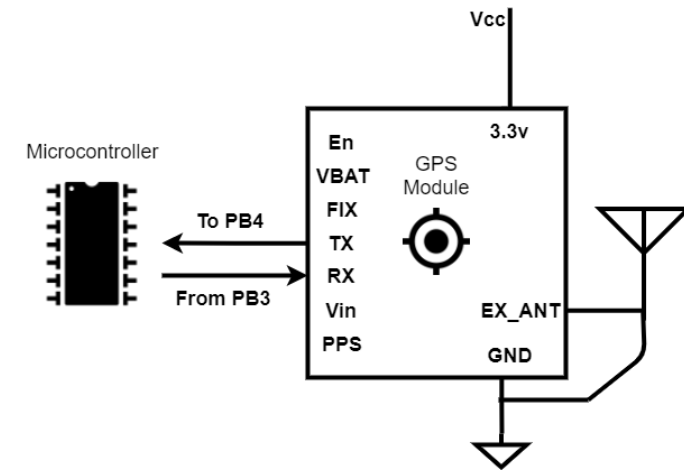 Vcc
3.3v
Microcontroller
En
GPS
Module
VBAT
FIX
To PB4
TX
RX
From PB3
Vin
EX_ANT
PPS
GND